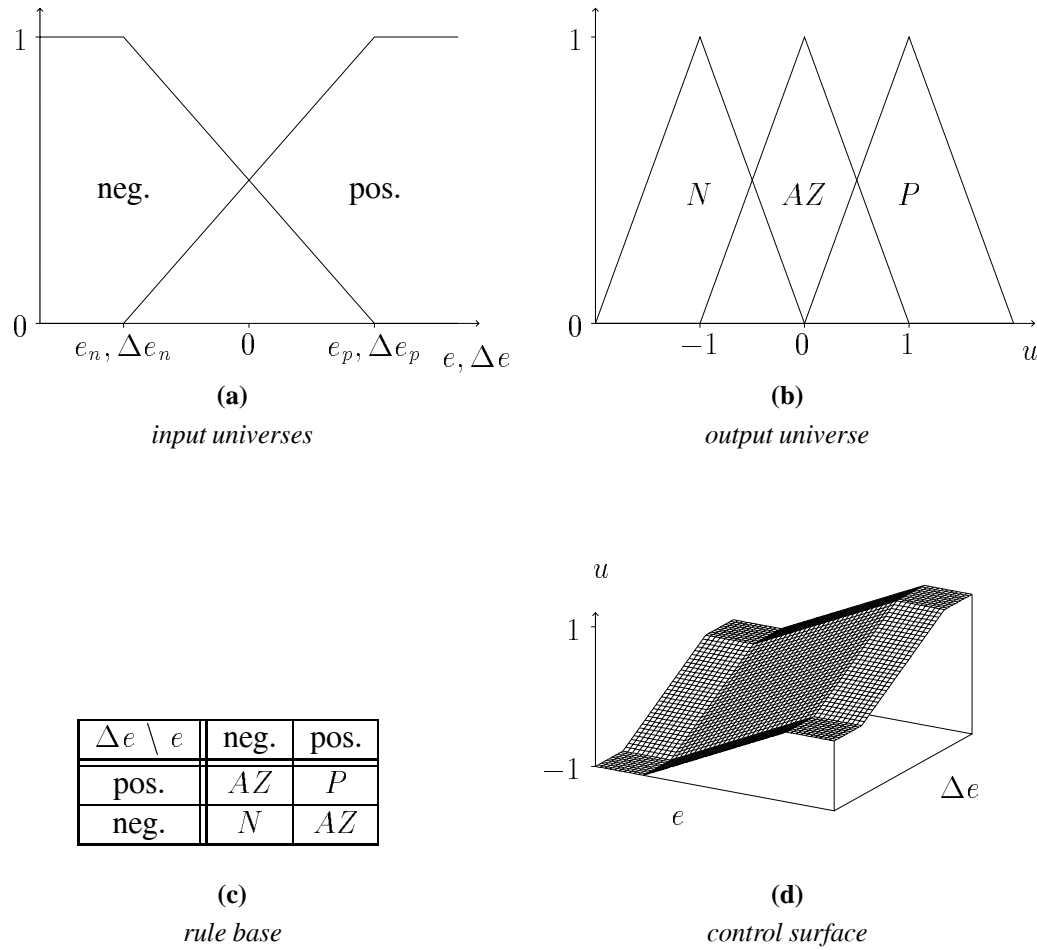 1
neg.
pos.
0
e_n, Δe_n
0
e_p, Δe_p
e, Δe
(a)
input universes
1
N
AZ
P
0
−1
0
1
u
(b)
output universe
Δe \ e neg. pos.
pos. AZ P
neg. N AZ
(c)
rule base
u
1
−1
e
Δe
(d)
control surface